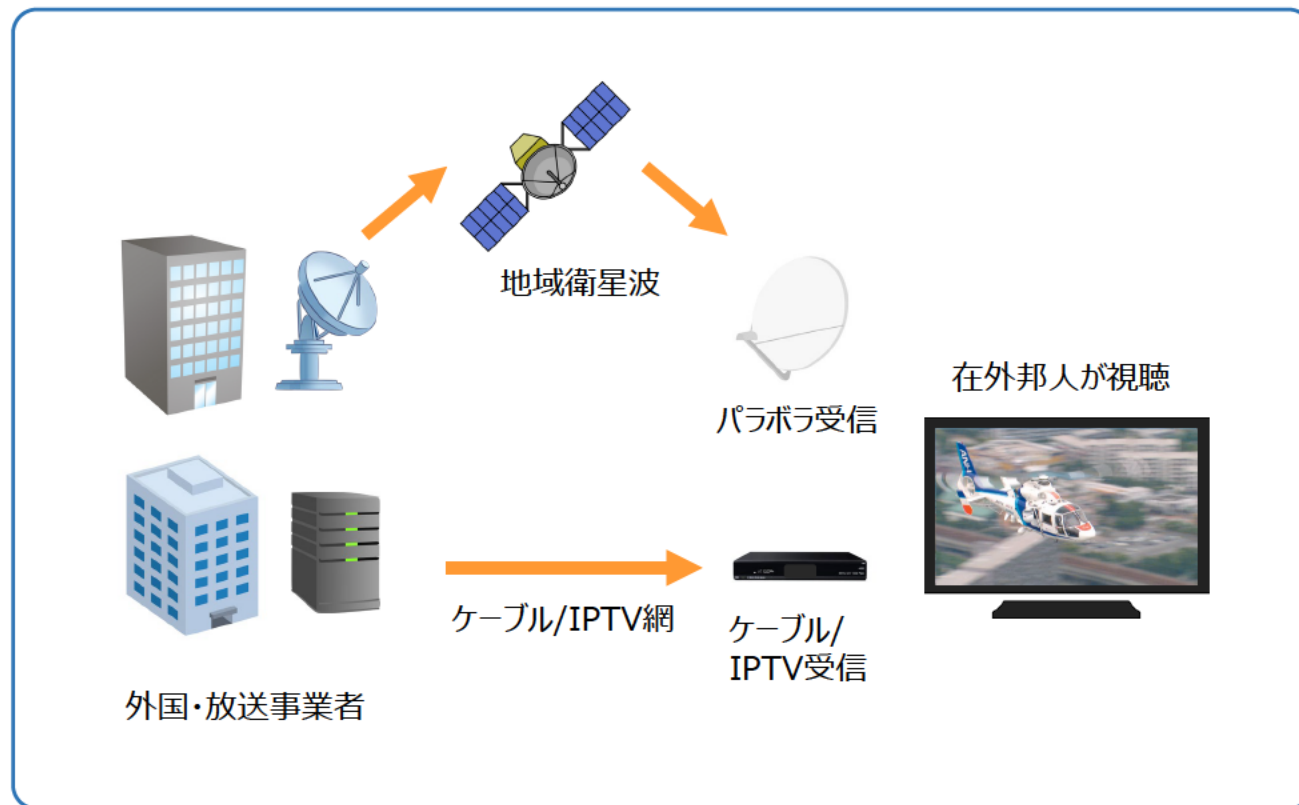 地域衛星波
パラボラ受信
在外邦人が視聴
ケーブル/IPTV網
ケーブル/
IPTV受信
外国・放送事業者